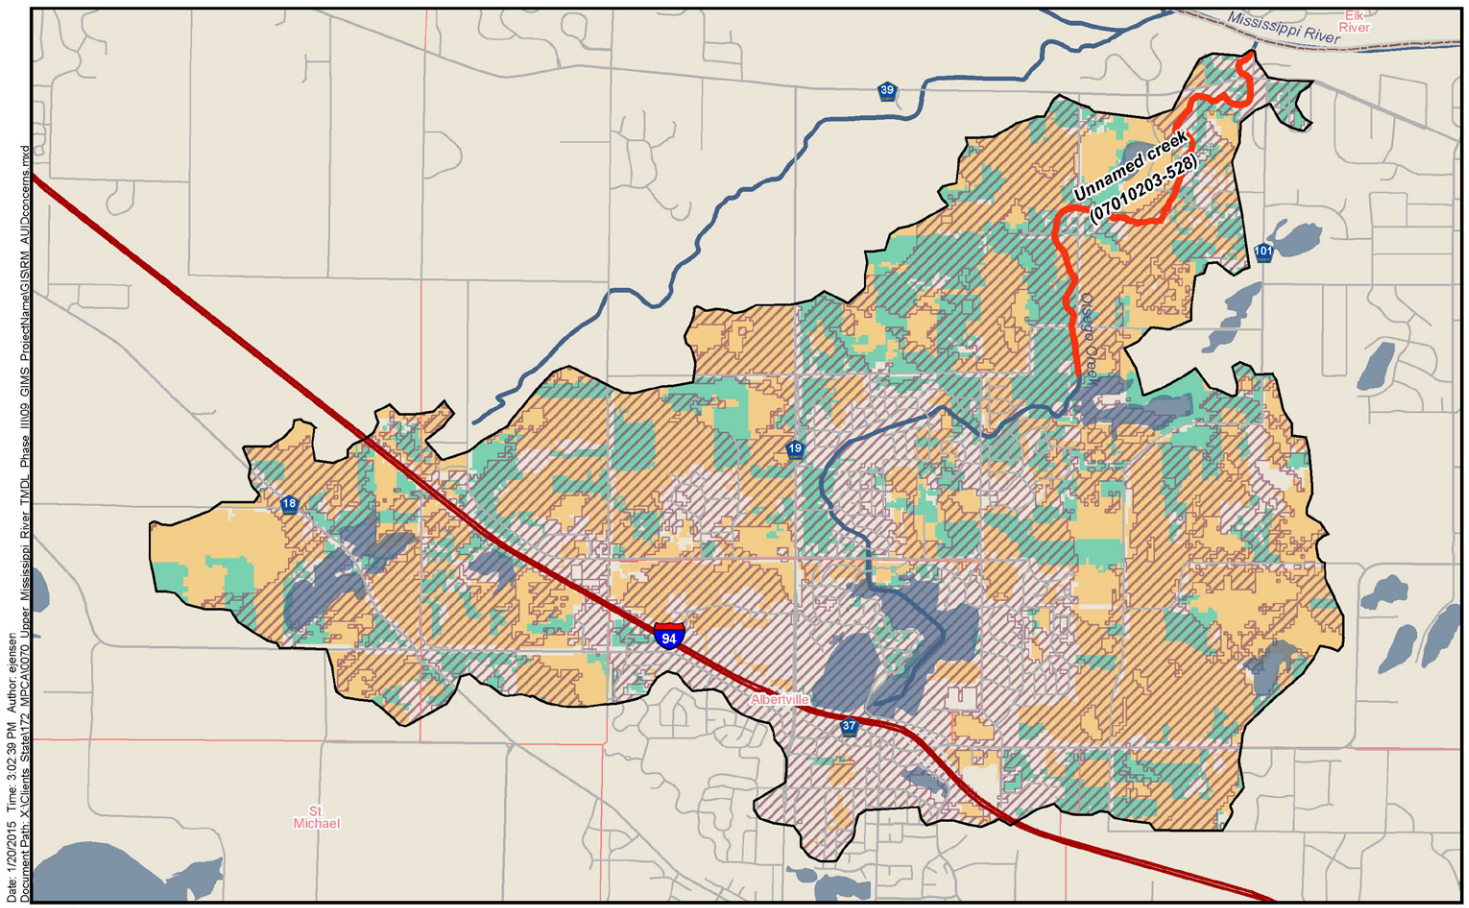 Mississippi River
Elk
River
39
Unnamed creek
(07010203-528)
101
Otsego Creek
19
18
94
Albertville
37
St.
Michael
Date: 1/20/2015 Time: 3:02:39 PM Author: ejensen
Document Path: X:\Clients_State\172_MPCA\0070_Upper_Mississippi_River_TMDL_Phase_III\09_GIMS_ProjectName\GIS\RM_AUIDconcerns.mxd